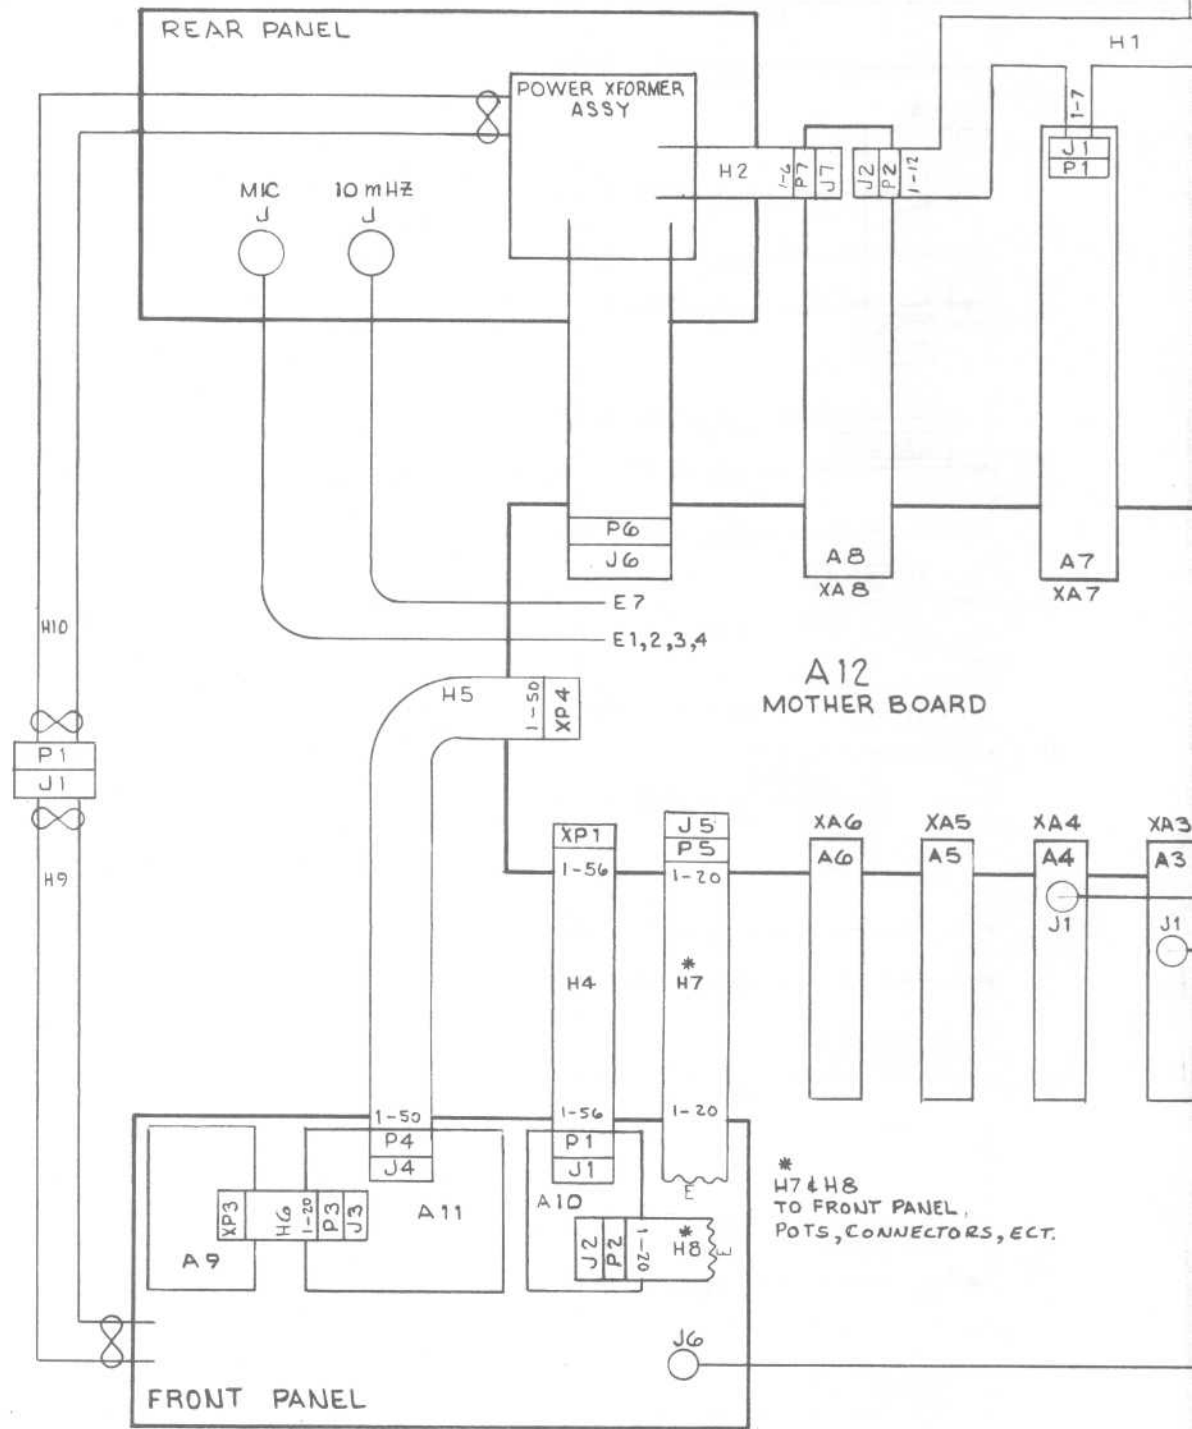 REAR PANEL
H1
POWER XFORMER
ASSY
1-7
J1
P1
H2
1-6
P7
J7
J2
P2
1-12
MIC
J
10 mHZ
J
P6
J6
A8
XA8
A7
XA7
E7
E1,2,3,4
H10
H5
1-50
XP4
A12
MOTHER BOARD
P1
J1
H9
XP1
1-56
J5
P5
1-20
XA6
A6
XA5
A5
XA4
A4
J1
XA3
A3
J1
H4
*
H7
1-50
P4
J4
1-56
P1
J1
1-20
E
XP3
H6
1-20
P3
J3
A11
A9
A10
J2
P2
1-20
*
H8
E
*
H7 & H8
TO FRONT PANEL,
POTS, CONNECTORS, ECT.
J6
FRONT PANEL